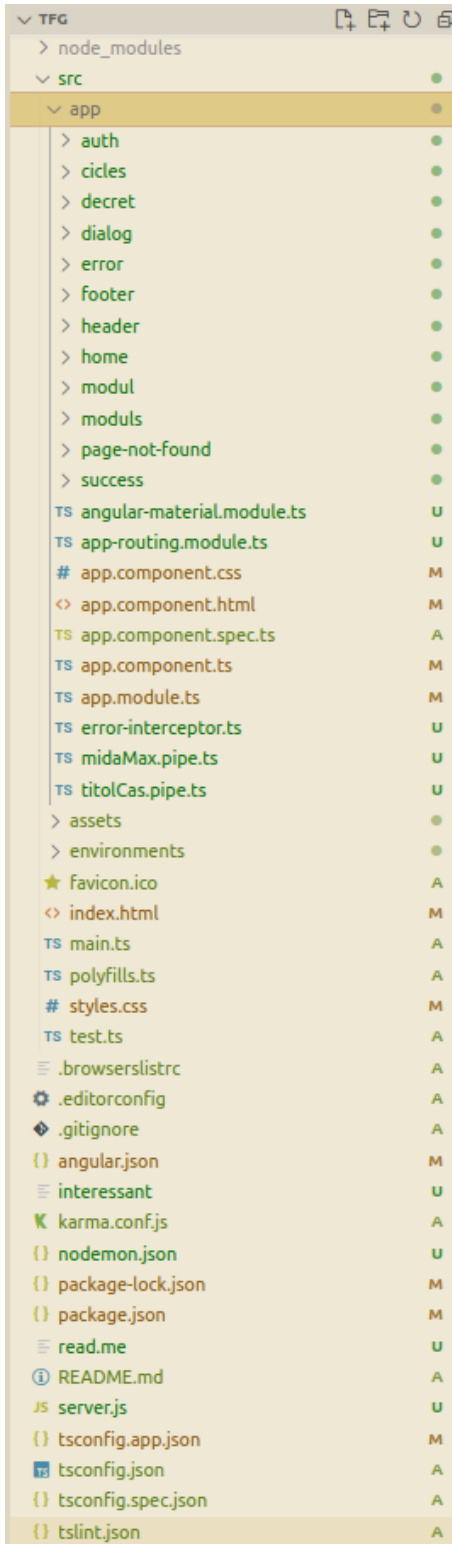 TFG
node_modules
src
app
auth
cicles
decret
dialog
error
footer
header
home
modul
moduls
page-not-found
success
TS angular-material.module.ts U
TS app-routing.module.ts U
# app.component.css M
<> app.component.html M
TS app.component.spec.ts A
TS app.component.ts M
TS app.module.ts M
TS error-interceptor.ts U
TS midaMax.pipe.ts U
TS titolCas.pipe.ts U
assets
environments
favicon.ico A
<> index.html M
TS main.ts A
TS polyfills.ts A
# styles.css M
TS test.ts A
.browserslistrc A
.editorconfig A
.gitignore A
{} angular.json M
interessant U
K karma.conf.js A
{} nodemon.json U
{} package-lock.json M
{} package.json M
read.me U
README.md A
JS server.js U
{} tsconfig.app.json M
TS tsconfig.json A
{} tsconfig.spec.json A
{} tslint.json A